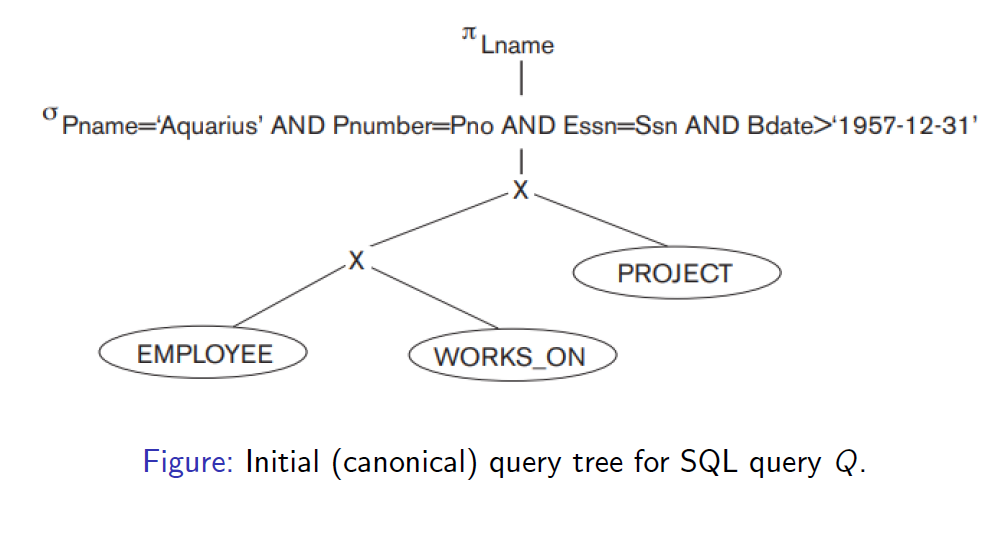 π Lname
σ Pname=‘Aquarius’ AND Pnumber=Pno AND Essn=Ssn AND Bdate>‘1957-12-31’
X
X
PROJECT
EMPLOYEE
WORKS_ON
Figure: Initial (canonical) query tree for SQL query Q.